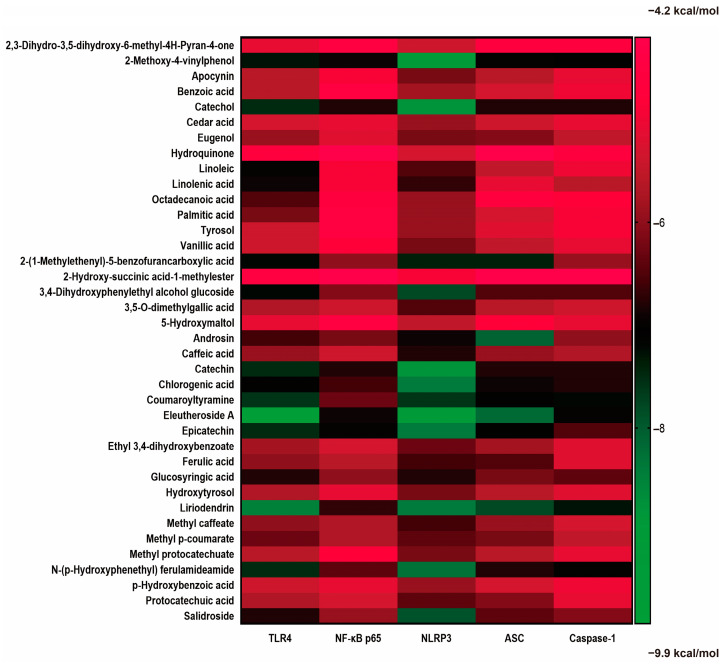 −4.2 kcal/mol
2,3-Dihydro-3,5-dihydroxy-6-methyl-4H-Pyran-4-one
2-Methoxy-4-vinylphenol
Apocynin
Benzoic acid
Catechol
Cedar acid
Eugenol
Hydroquinone
Linoleic
Linolenic acid
Octadecanoic acid
Palmitic acid
Tyrosol
Vanillic acid
2-(1-Methylethenyl)-5-benzofurancarboxylic acid
2-Hydroxy-succinic acid-1-methylester
3,4-Dihydroxyphenylethyl alcohol glucoside
3,5-O-dimethylgallic acid
5-Hydroxymaltol
Androsin
Caffeic acid
Catechin
Chlorogenic acid
Coumaroyltyramine
Eleutheroside A
Epicatechin
Ethyl 3,4-dihydroxybenzoate
Ferulic acid
Glucosyringic acid
Hydroxytyrosol
Liriodendrin
Methyl caffeate
Methyl p-coumarate
Methyl protocatechuate
N-(p-Hydroxyphenethyl) ferulamideamide
p-Hydroxybenzoic acid
Protocatechuic acid
Salidroside
TLR4 NF-κB p65 NLRP3 ASC Caspase-1
−6
−8
−9.9 kcal/mol